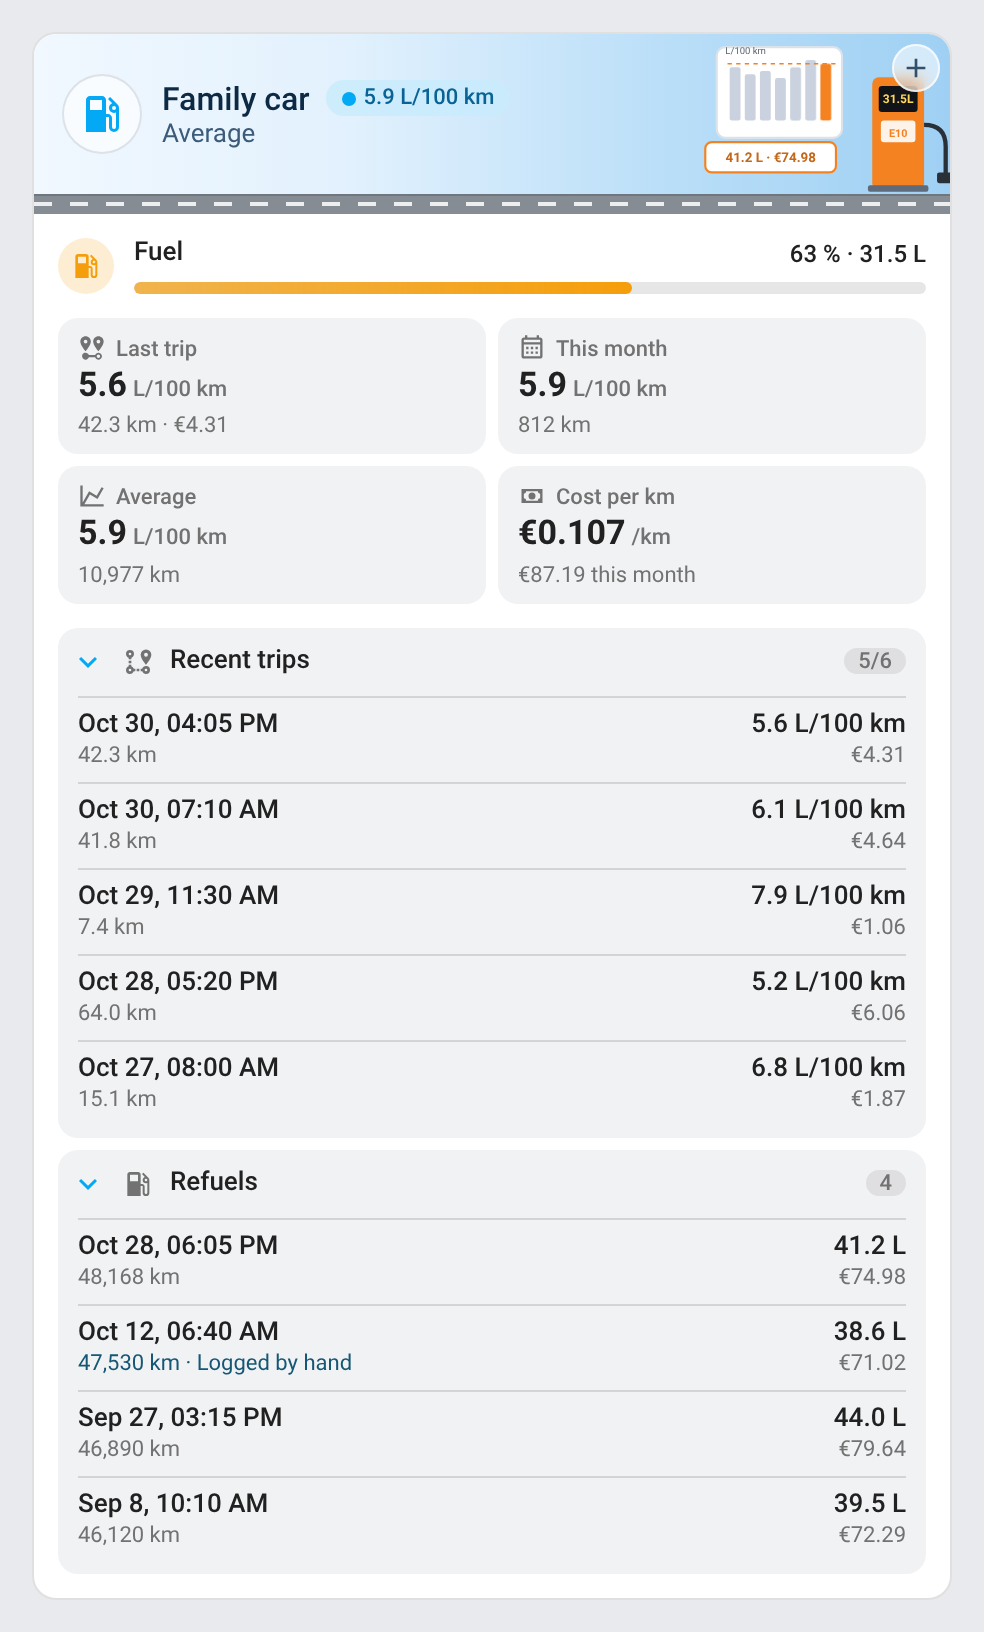 Family car
5.9 L/100 km
Average
L/100 km
41.2 L · €74.98
31.5L
E10
Fuel
63 % · 31.5 L
Last trip
5.6 L/100 km
42.3 km · €4.31
This month
5.9 L/100 km
812 km
Average
5.9 L/100 km
10,977 km
Cost per km
€0.107 /km
€87.19 this month
Recent trips
5/6
Oct 30, 04:05 PM
5.6 L/100 km
42.3 km
€4.31
Oct 30, 07:10 AM
6.1 L/100 km
41.8 km
€4.64
Oct 29, 11:30 AM
7.9 L/100 km
7.4 km
€1.06
Oct 28, 05:20 PM
5.2 L/100 km
64.0 km
€6.06
Oct 27, 08:00 AM
6.8 L/100 km
15.1 km
€1.87
Refuels
4
Oct 28, 06:05 PM
41.2 L
48,168 km
€74.98
Oct 12, 06:40 AM
38.6 L
47,530 km · Logged by hand
€71.02
Sep 27, 03:15 PM
44.0 L
46,890 km
€79.64
Sep 8, 10:10 AM
39.5 L
46,120 km
€72.29